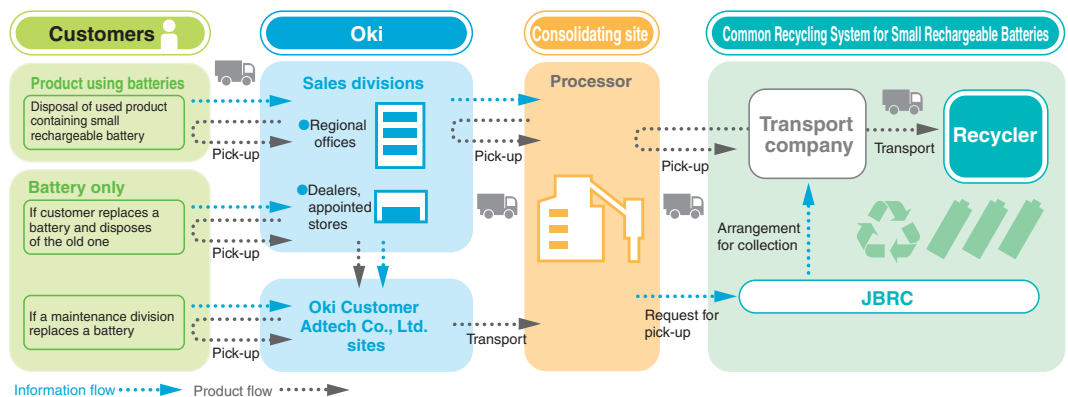 Customers
Oki
Consolidating site
Common Recycling System for Small Rechargeable Batteries
Product using batteries
Disposal of used product
containing small
rechargeable battery
Pick-up
Battery only
If customer replaces a
battery and disposes
of the old one
Pick-up
If a maintenance division
replaces a battery
Pick-up
Sales divisions
Regional
offices
Dealers,
appointed
stores
Oki Customer
Adtech Co., Ltd.
sites
Pick-up
Transport
Processor
Pick-up
Request for
pick-up
Transport
company
Transport
Recycler
Arrangement
for collection
JBRC
Information flow
Product flow